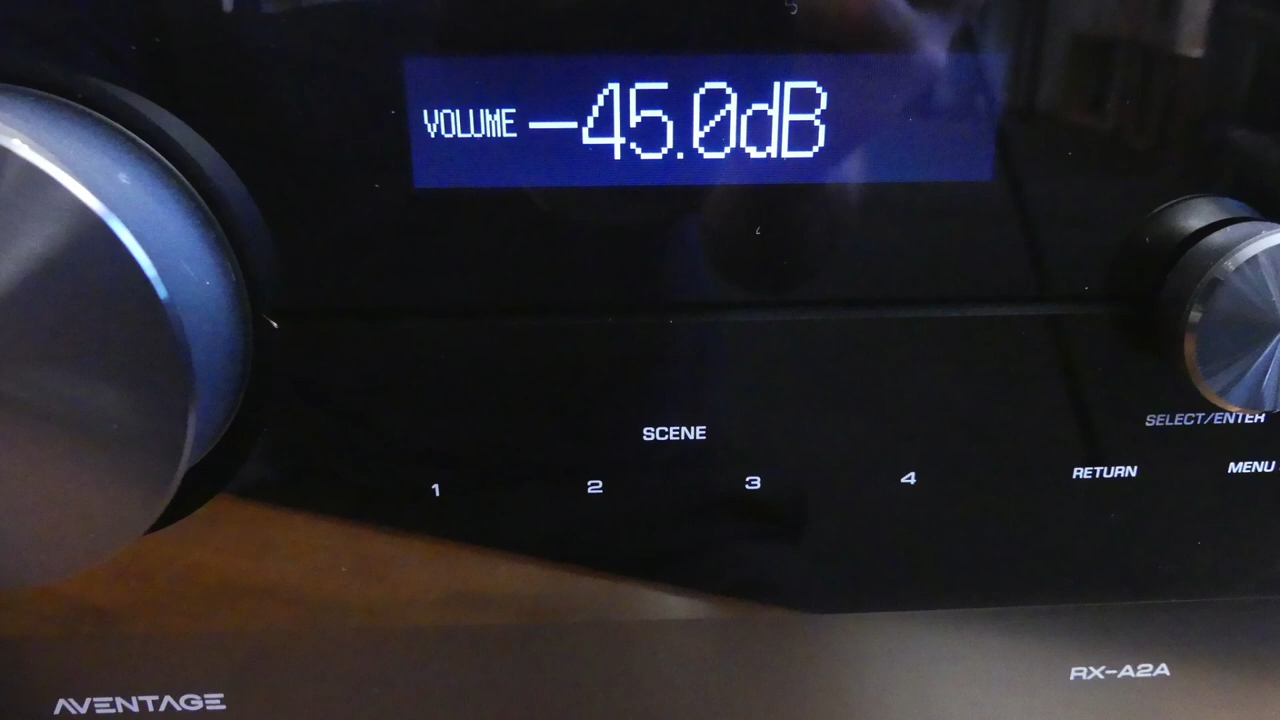 VOLUME -45.0dB
SCENE
1 2 3 4
SELECT/ENTER
RETURN MENU
AVENTAGE
RX-A2A